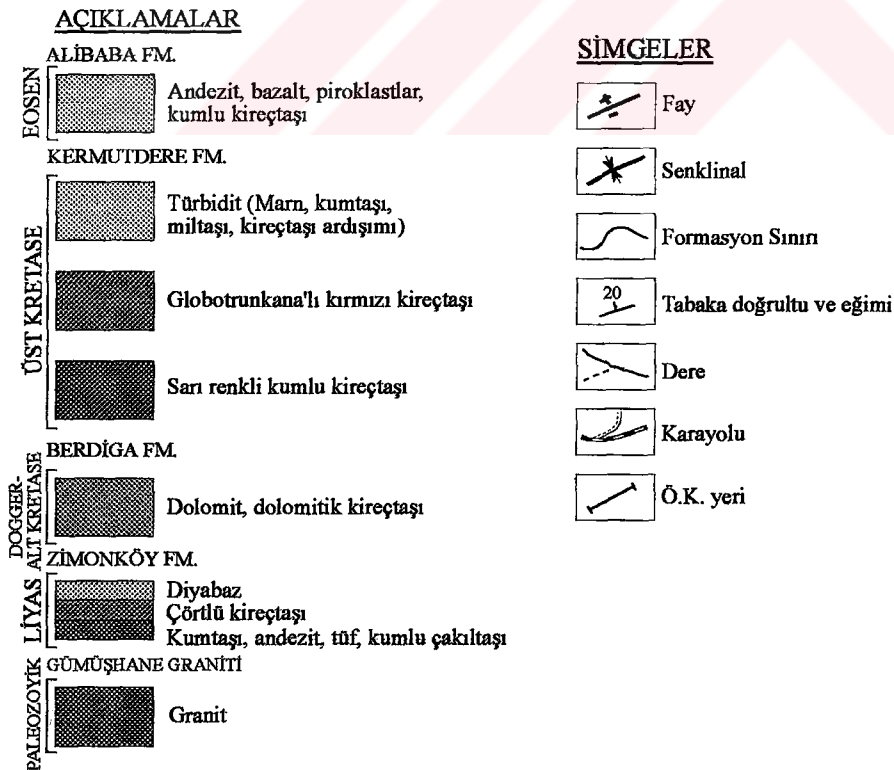 AÇIKLAMALAR
ALİBABA FM.
EOSEN
Andezit, bazalt, piroklastlar,
kumlu kireçtaşı
KERMUTDERE FM.
ÜST KRETASE
Türbidit (Marn, kumtaşı,
miltaşı, kireçtaşı ardışımı)
Globotrunkana'lı kırmızı kireçtaşı
Sarı renkli kumlu kireçtaşı
BERDİGA FM.
DOGGER-
ALT KRETASE
Dolomit, dolomitik kireçtaşı
ZİMONKÖY FM.
LİYAS
Diyabaz
Çörtlü kireçtaşı
Kumtaşı, andezit, tüf, kumlu çakıltaşı
GÜMÜŞHANE GRANİTİ
PALEOZOYİK
Granit
SİMGELER
Fay
Senklinal
Formasyon Sınırı
20
Tabaka doğrultu ve eğimi
Dere
Karayolu
Ö.K. yeri